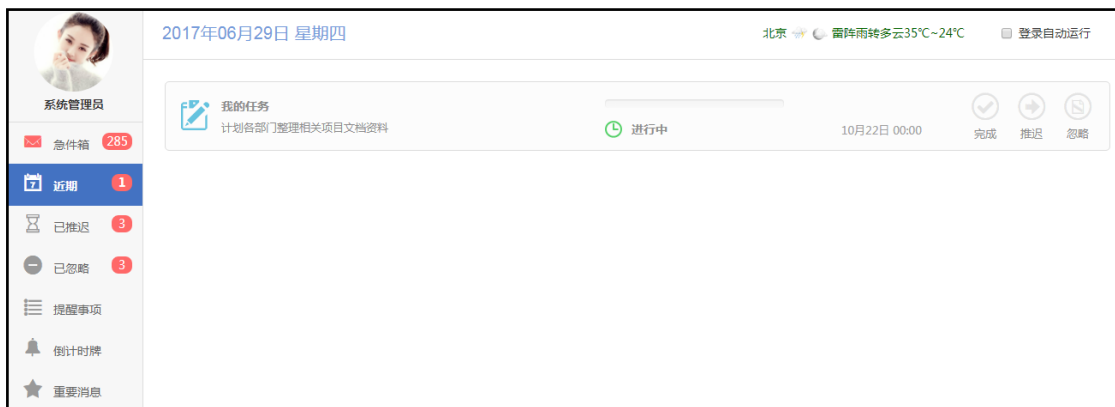 2017年06月29日 星期四
北京 雷阵雨转多云35℃~24℃
登录自动运行
系统管理员
急件箱 285
7 近期 1
已推迟 3
已忽略 3
提醒事项
倒计时牌
重要消息
我的任务
计划各部门整理相关项目文档资料
进行中
10月22日 00:00
完成
推迟
忽略